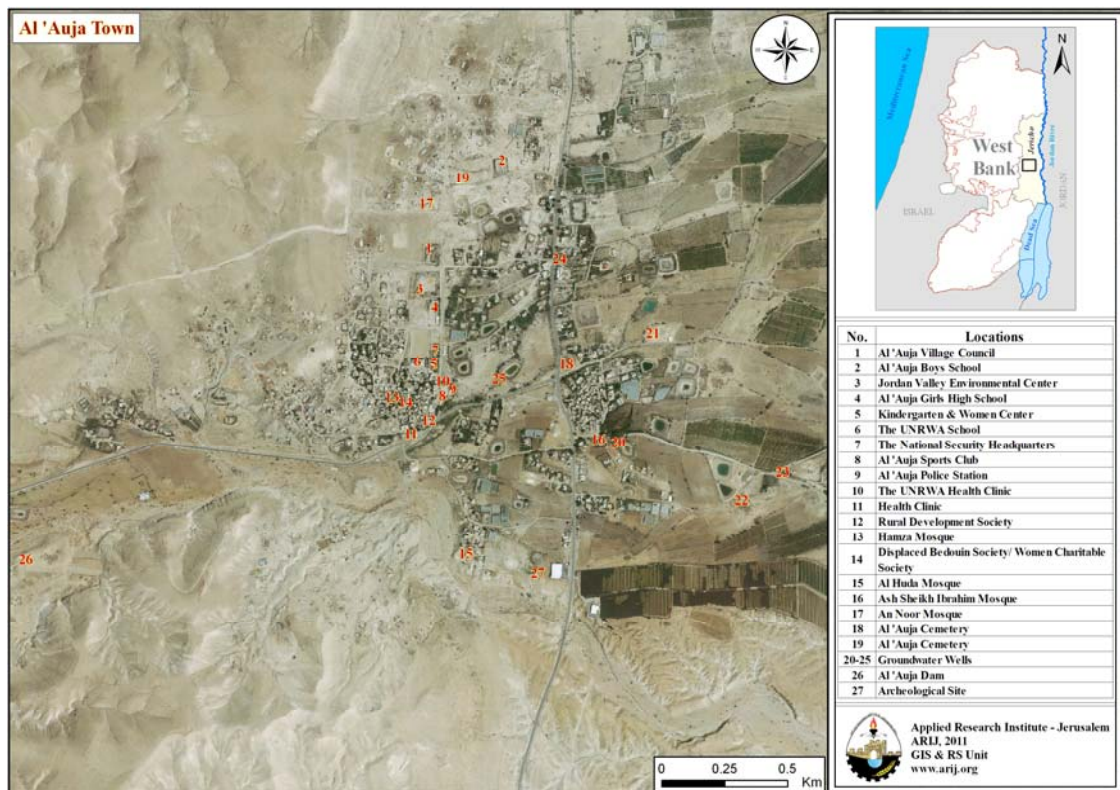 Al 'Auja Town
N
2
19
17
1
24
3
4
21
5
6
18
10
25
9
8
13
14
12
11
16
20
23
22
15
26
27
0 0.25 0.5
Km
N
Mediterranean Sea
West
Bank
Jericho
Jordan River
ISRAEL
JORDAN
Dead Sea
No. Locations
1 Al 'Auja Village Council
2 Al 'Auja Boys School
3 Jordan Valley Environmental Center
4 Al 'Auja Girls High School
5 Kindergarten & Women Center
6 The UNRWA School
7 The National Security Headquarters
8 Al 'Auja Sports Club
9 Al 'Auja Police Station
10 The UNRWA Health Clinic
11 Health Clinic
12 Rural Development Society
13 Hamza Mosque
14 Displaced Bedouin Society/ Women Charitable
Society
15 Al Huda Mosque
16 Ash Sheikh Ibrahim Mosque
17 An Noor Mosque
18 Al 'Auja Cemetery
19 Al 'Auja Cemetery
20-25 Groundwater Wells
26 Al 'Auja Dam
27 Archeological Site
Applied Research Institute - Jerusalem
ARIJ, 2011
GIS & RS Unit
www.arij.org